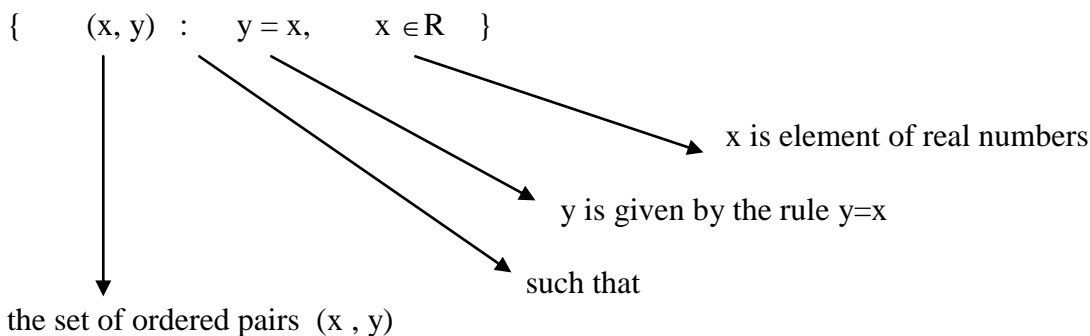 { (x, y) : y = x, x ∈ R }
x is element of real numbers
y is given by the rule y=x
such that
the set of ordered pairs (x , y)